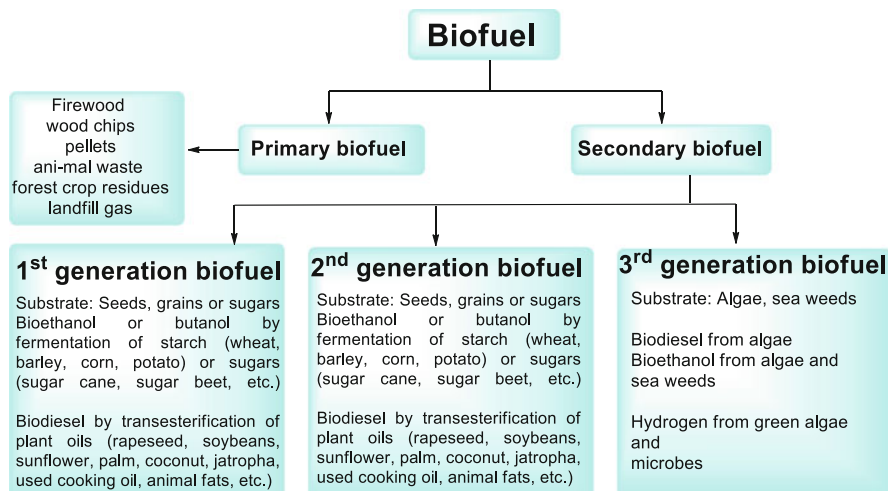 Biofuel
Firewood
wood chips
pellets
ani-mal waste
forest crop residues
landfill gas
Primary biofuel
Secondary biofuel
1st generation biofuel
Substrate: Seeds, grains or sugars
Bioethanol or butanol by
fermentation of starch (wheat,
barley, corn, potato) or sugars
(sugar cane, sugar beet, etc.)
Biodiesel by transesterification of
plant oils (rapeseed, soybeans,
sunflower, palm, coconut, jatropha,
used cooking oil, animal fats, etc.)
2nd generation biofuel
Substrate: Seeds, grains or sugars
Bioethanol or butanol by
fermentation of starch (wheat,
barley, corn, potato) or sugars
(sugar cane, sugar beet, etc.)
Biodiesel by transesterification of
plant oils (rapeseed, soybeans,
sunflower, palm, coconut, jatropha,
used cooking oil, animal fats, etc.)
3rd generation biofuel
Substrate: Algae, sea weeds
Biodiesel from algae
Bioethanol from algae and
sea weeds
Hydrogen from green algae
and
microbes